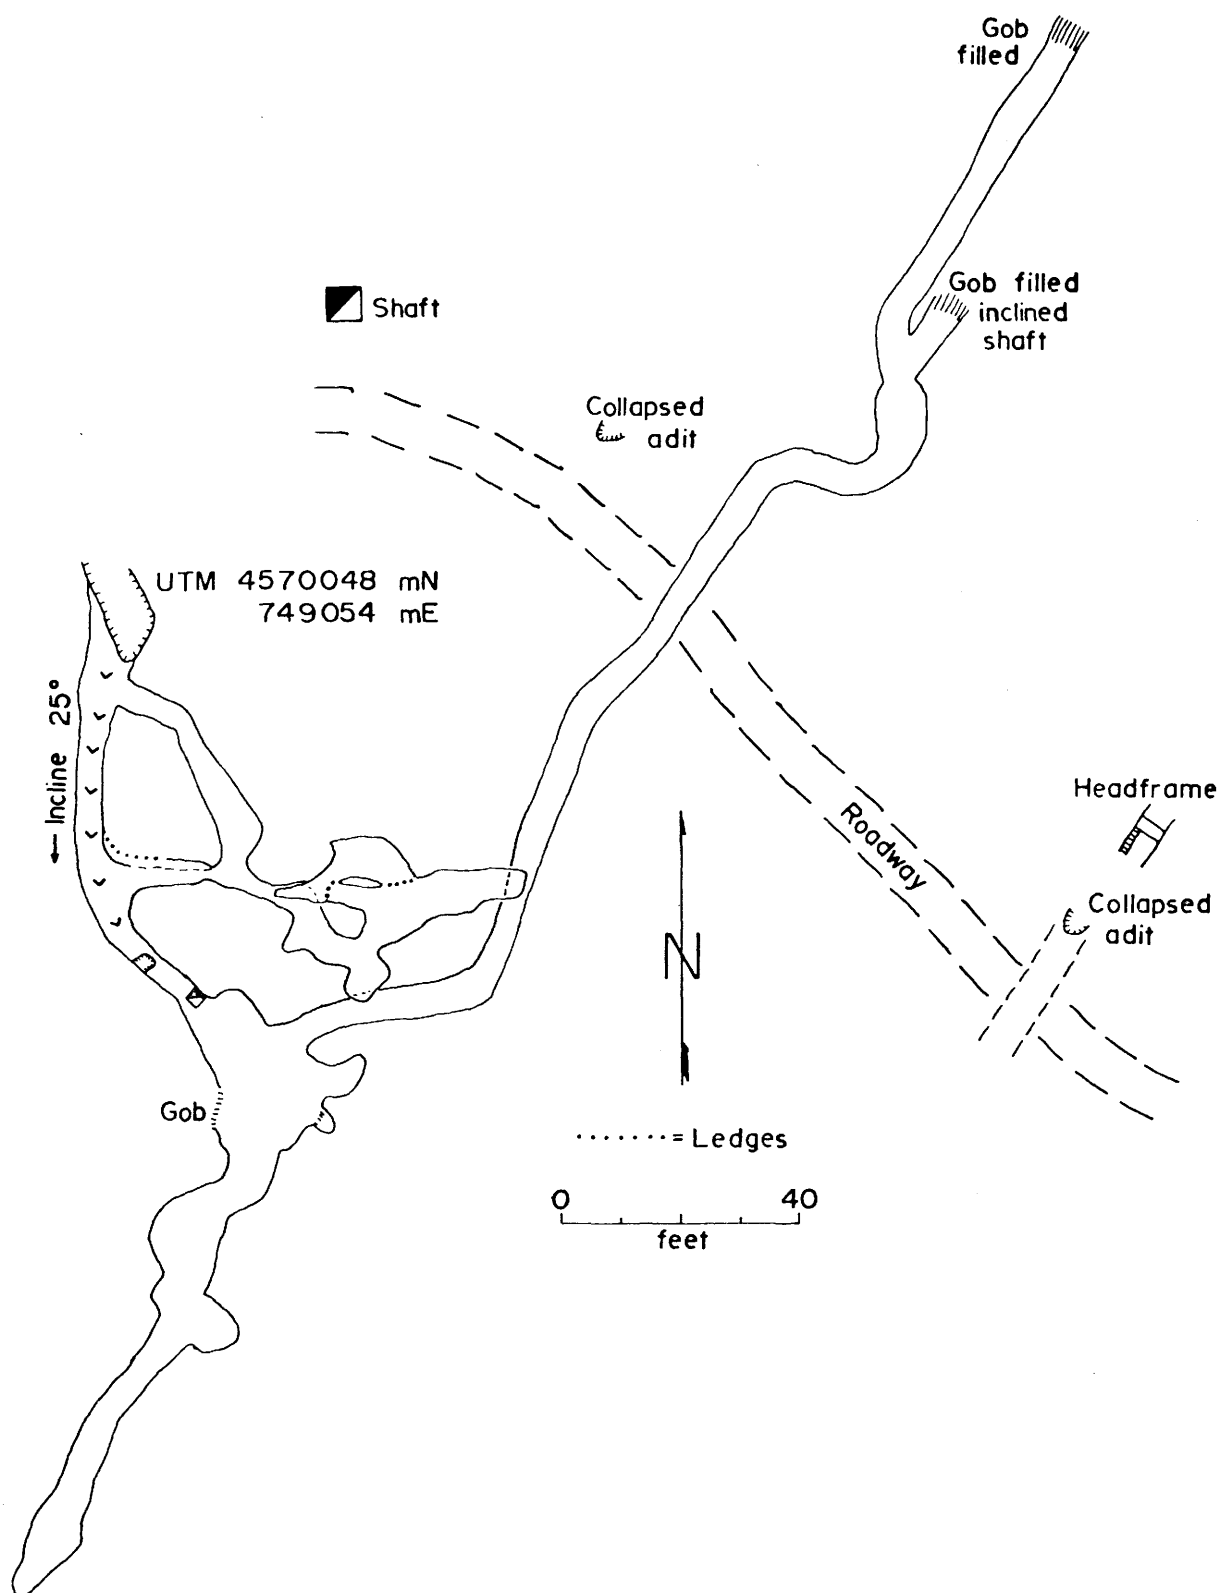 Gob
filled
Gob filled
inclined
shaft
Shaft
Collapsed
adit
UTM 4570048 mN
749054 mE
← Incline 25°
Headframe
Roadway
Collapsed
adit
N
Gob
........ = Ledges
0 40
feet